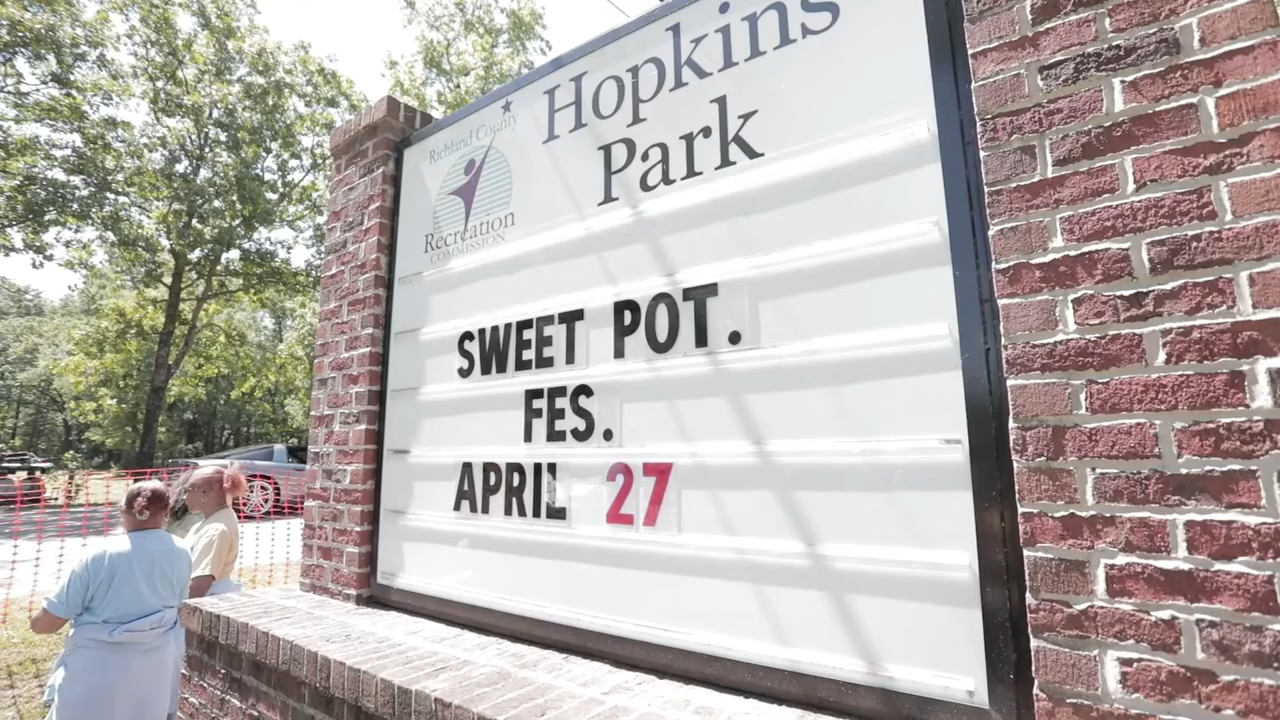 Hopkins
Park
Richland County
Recreation
COMMISSION
SWEET POT.
FES.
APRIL 27